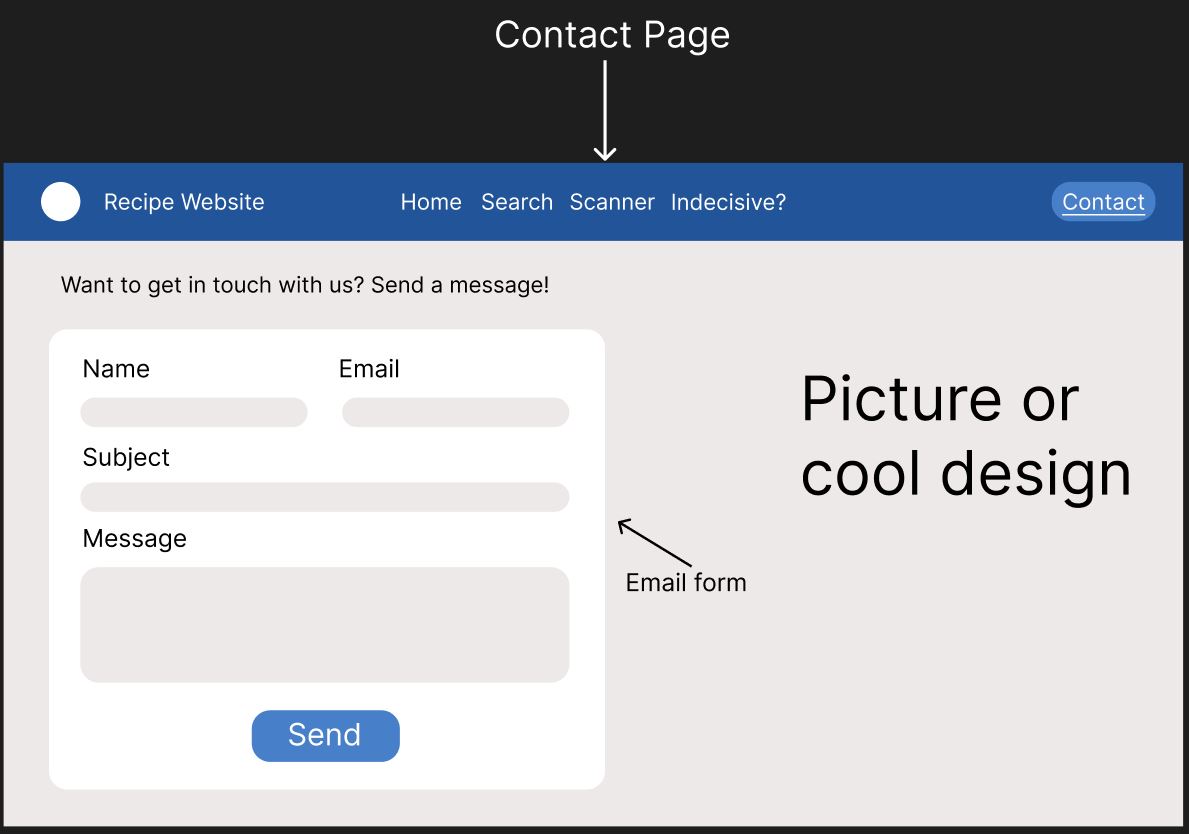 Contact Page
Recipe Website Home Search Scanner Indecisive? Contact
Want to get in touch with us? Send a message!
Name Email
Subject
Message
Send
Picture or
cool design
Email form